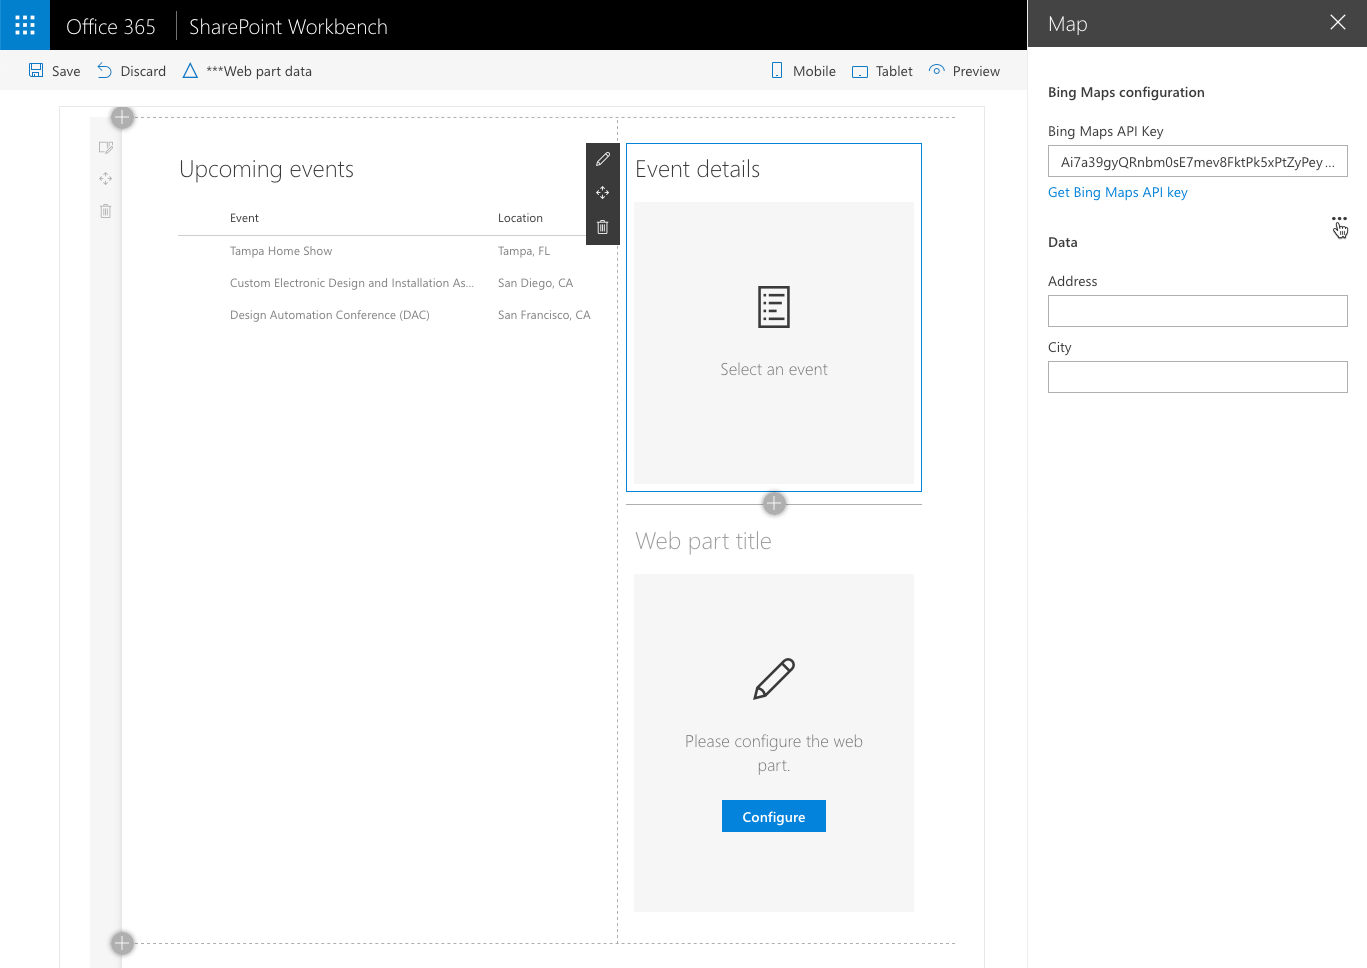 Office 365
SharePoint Workbench
Map
Save
Discard
***Web part data
Mobile
Tablet
Preview
Upcoming events
Event
Location
Tampa Home Show
Tampa, FL
Custom Electronic Design and Installation As...
San Diego, CA
Design Automation Conference (DAC)
San Francisco, CA
Event details
Select an event
Web part title
Please configure the web
part.
Configure
Bing Maps configuration
Bing Maps API Key
Ai7a39gyQRnbm0sE7mev8FktPk5xPtZyPey...
Get Bing Maps API key
Data
Address
City